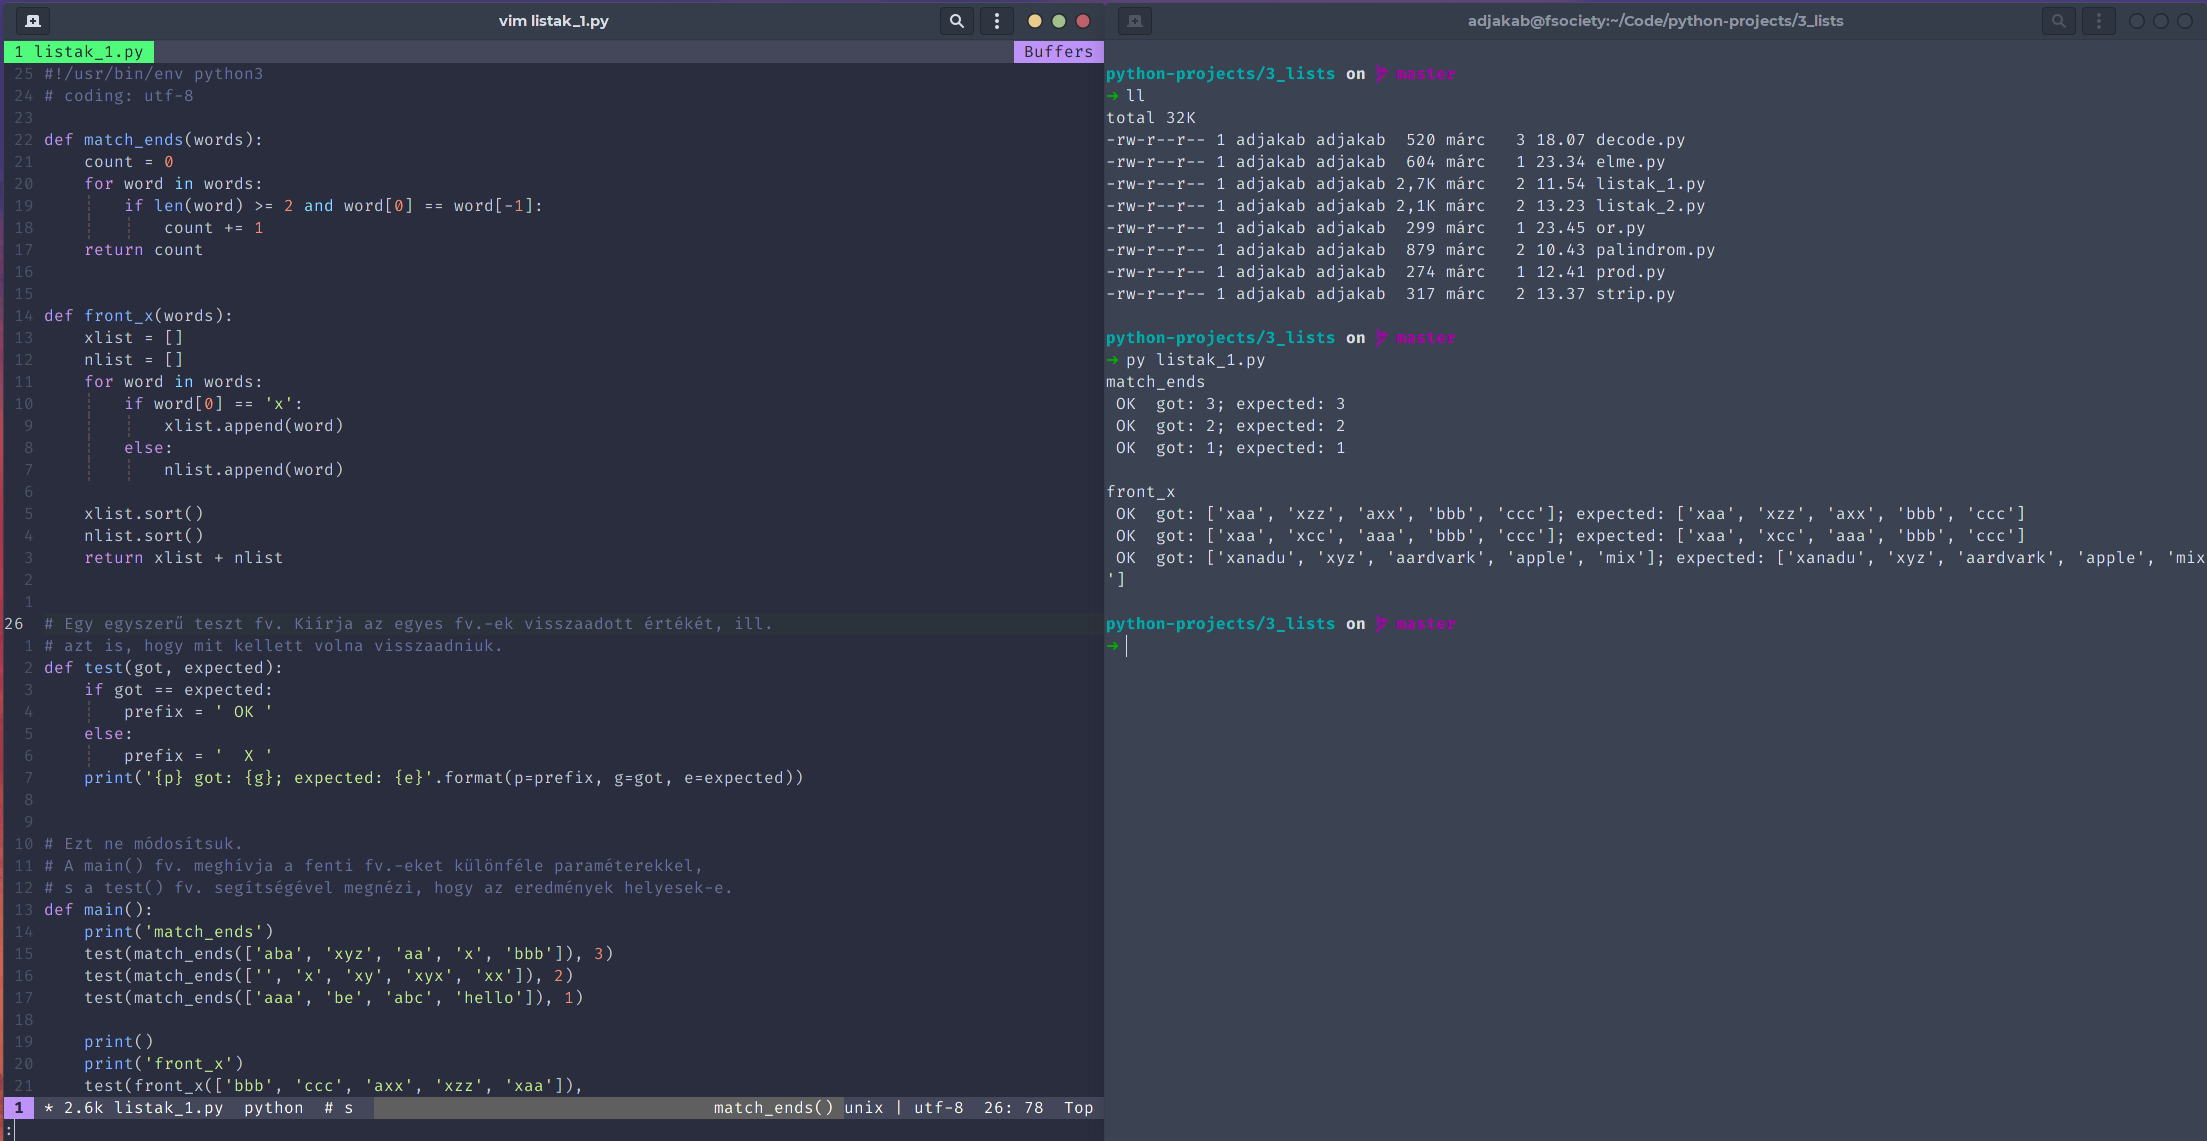 vim listak_1.py
1 listak_1.py Buffers
25 #!/usr/bin/env python3
24 # coding: utf-8
23
22 def match_ends(words):
21     count = 0
20     for word in words:
19         if len(word) >= 2 and word[0] == word[-1]:
18             count += 1
17     return count
16
15
14 def front_x(words):
13     xlist = []
12     nlist = []
11     for word in words:
10         if word[0] == 'x':
9             xlist.append(word)
8         else:
7             nlist.append(word)
6
5     xlist.sort()
4     nlist.sort()
3     return xlist + nlist
2
1
26 # Egy egyszerű teszt fv. Kiírja az egyes fv.-ek visszaadott értékét, ill.
1 # azt is, hogy mit kellett volna visszaadniuk.
2 def test(got, expected):
3     if got == expected:
4         prefix = ' OK '
5     else:
6         prefix = '  X '
7     print('{p} got: {g}; expected: {e}'.format(p=prefix, g=got, e=expected))
8
9
10 # Ezt ne módosítsuk.
11 # A main() fv. meghívja a fenti fv.-eket különféle paraméterekkel,
12 # s a test() fv. segítségével megnézi, hogy az eredmények helyesek-e.
13 def main():
14     print('match_ends')
15     test(match_ends(['aba', 'xyz', 'aa', 'x', 'bbb']), 3)
16     test(match_ends(['', 'x', 'xy', 'xyx', 'xx']), 2)
17     test(match_ends(['aaa', 'be', 'abc', 'hello']), 1)
18
19     print()
20     print('front_x')
21     test(front_x(['bbb', 'ccc', 'axx', 'xzz', 'xaa']),
1 * 2.6k listak_1.py python # s match_ends() unix | utf-8 26: 78 Top
:
adjakab@fsociety:~/Code/python-projects/3_lists
python-projects/3_lists on master
➜ ll
total 32K
-rw-r--r-- 1 adjakab adjakab  520 márc   3 18.07 decode.py
-rw-r--r-- 1 adjakab adjakab  604 márc   1 23.34 elme.py
-rw-r--r-- 1 adjakab adjakab 2,7K márc   2 11.54 listak_1.py
-rw-r--r-- 1 adjakab adjakab 2,1K márc   2 13.23 listak_2.py
-rw-r--r-- 1 adjakab adjakab  299 márc   1 23.45 or.py
-rw-r--r-- 1 adjakab adjakab  879 márc   2 10.43 palindrom.py
-rw-r--r-- 1 adjakab adjakab  274 márc   1 12.41 prod.py
-rw-r--r-- 1 adjakab adjakab  317 márc   2 13.37 strip.py
python-projects/3_lists on master
➜ py listak_1.py
match_ends
OK  got: 3; expected: 3
OK  got: 2; expected: 2
OK  got: 1; expected: 1
front_x
OK  got: ['xaa', 'xzz', 'axx', 'bbb', 'ccc']; expected: ['xaa', 'xzz', 'axx', 'bbb', 'ccc']
OK  got: ['xaa', 'xcc', 'aaa', 'bbb', 'ccc']; expected: ['xaa', 'xcc', 'aaa', 'bbb', 'ccc']
OK  got: ['xanadu', 'xyz', 'aardvark', 'apple', 'mix']; expected: ['xanadu', 'xyz', 'aardvark', 'apple', 'mix
']
python-projects/3_lists on master
➜